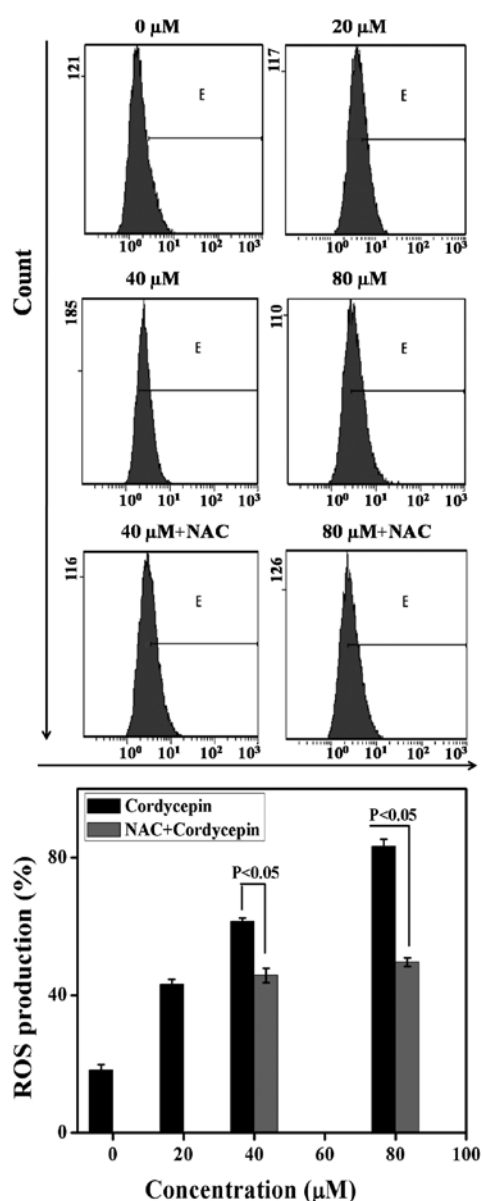 0 μM
20 μM
121
E
117
E
10⁰ 10¹ 10² 10³
10⁰ 10¹ 10² 10³
Count
40 μM
80 μM
185
E
110
E
10⁰ 10¹ 10² 10³
10⁰ 10¹ 10² 10³
40 μM+NAC
80 μM+NAC
116
E
126
E
10⁰ 10¹ 10² 10³
10⁰ 10¹ 10² 10³
Cordycepin
NAC+Cordycepin
P<0.05
P<0.05
80
40
0
ROS production (%)
0 20 40 60 80 100
Concentration (μM)